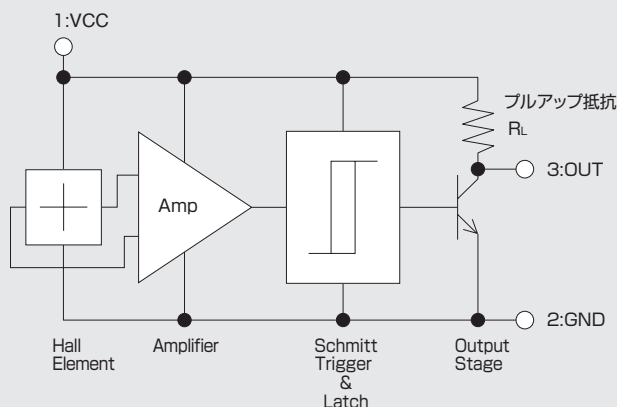 1:VCC
プルアップ抵抗
RL
3:OUT
Amp
2:GND
Hall
Element
Amplifier
Schmitt
Trigger
&
Latch
Output
Stage